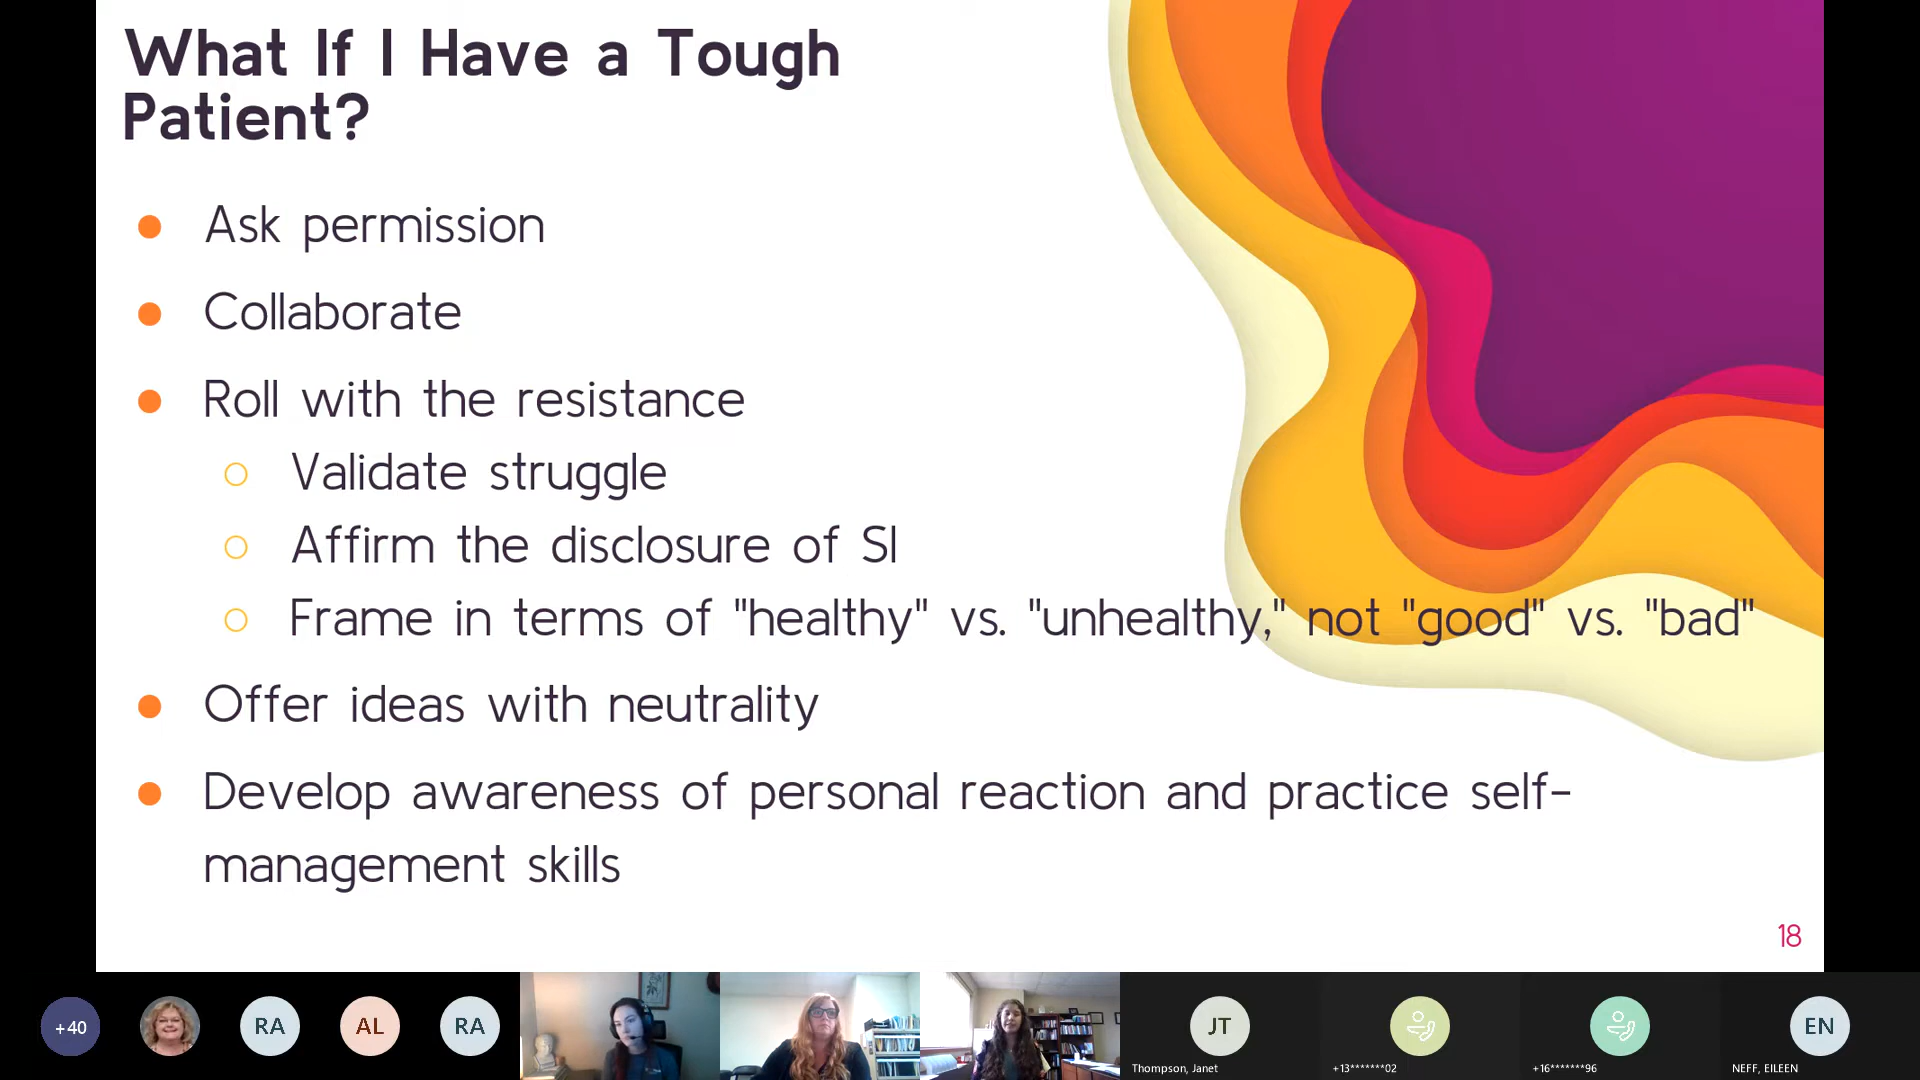 What If I Have a Tough
Patient?
Ask permission
Collaborate
Roll with the resistance
Validate struggle
Affirm the disclosure of SI
Frame in terms of "healthy" vs. "unhealthy," not "good" vs. "bad"
Offer ideas with neutrality
Develop awareness of personal reaction and practice self-
management skills
18
+40
RA
AL
RA
JT
EN
Thompson, Janet
+13*******02
+16*******96
NEFF, EILEEN